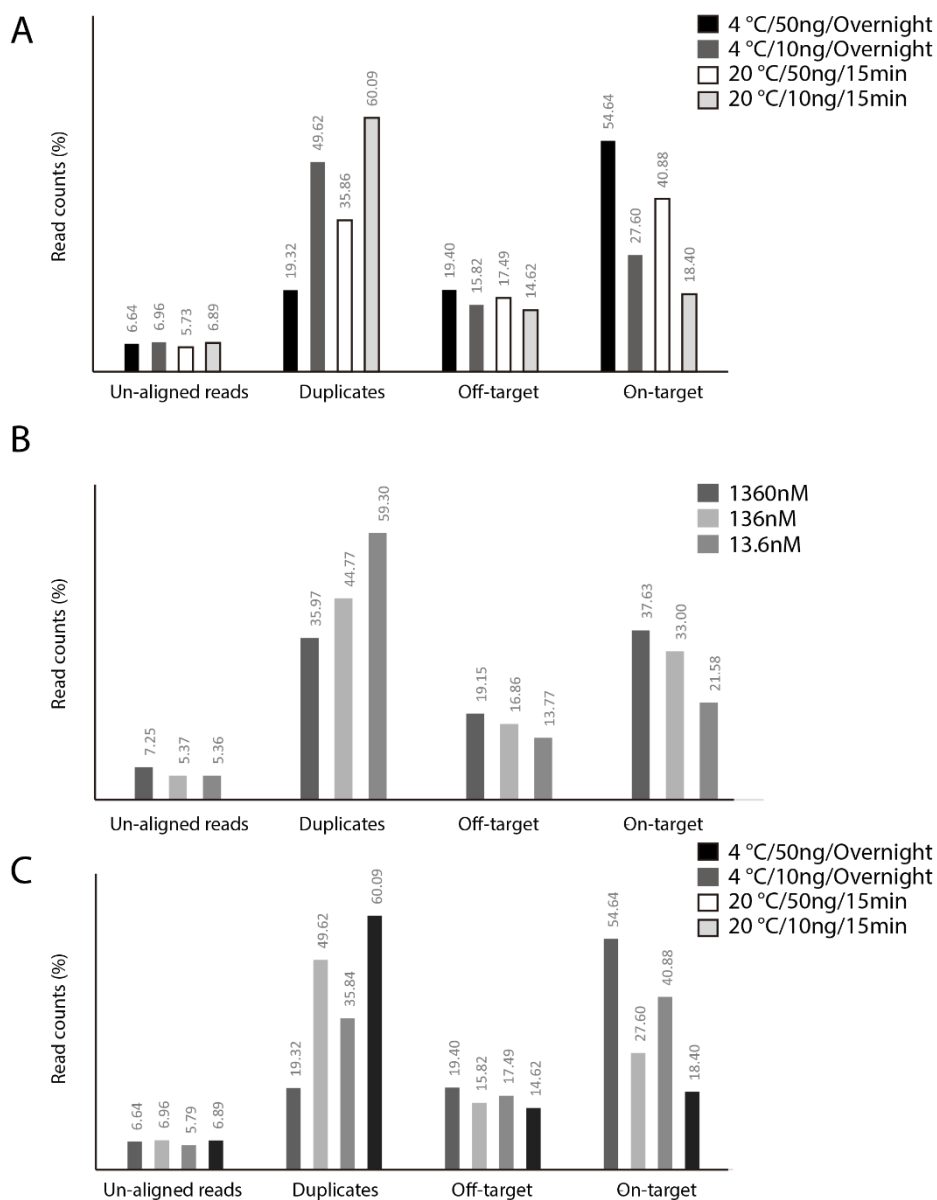 A
4 °C/50ng/Overnight
4 °C/10ng/Overnight
20 °C/50ng/15min
20 °C/10ng/15min
Read counts (%)
6.64
6.96
5.73
6.89
19.32
49.62
35.86
60.09
19.40
15.82
17.49
14.62
54.64
27.60
40.88
18.40
Un-aligned reads
Duplicates
Off-target
On-target
B
1360nM
136nM
13.6nM
Read counts (%)
7.25
5.37
5.36
35.97
44.77
59.30
19.15
16.86
13.77
37.63
33.00
21.58
Un-aligned reads
Duplicates
Off-target
On-target
C
4 °C/50ng/Overnight
4 °C/10ng/Overnight
20 °C/50ng/15min
20 °C/10ng/15min
Read counts (%)
6.64
6.96
5.79
6.89
19.32
49.62
35.84
60.09
19.40
15.82
17.49
14.62
54.64
27.60
40.88
18.40
Un-aligned reads
Duplicates
Off-target
On-target